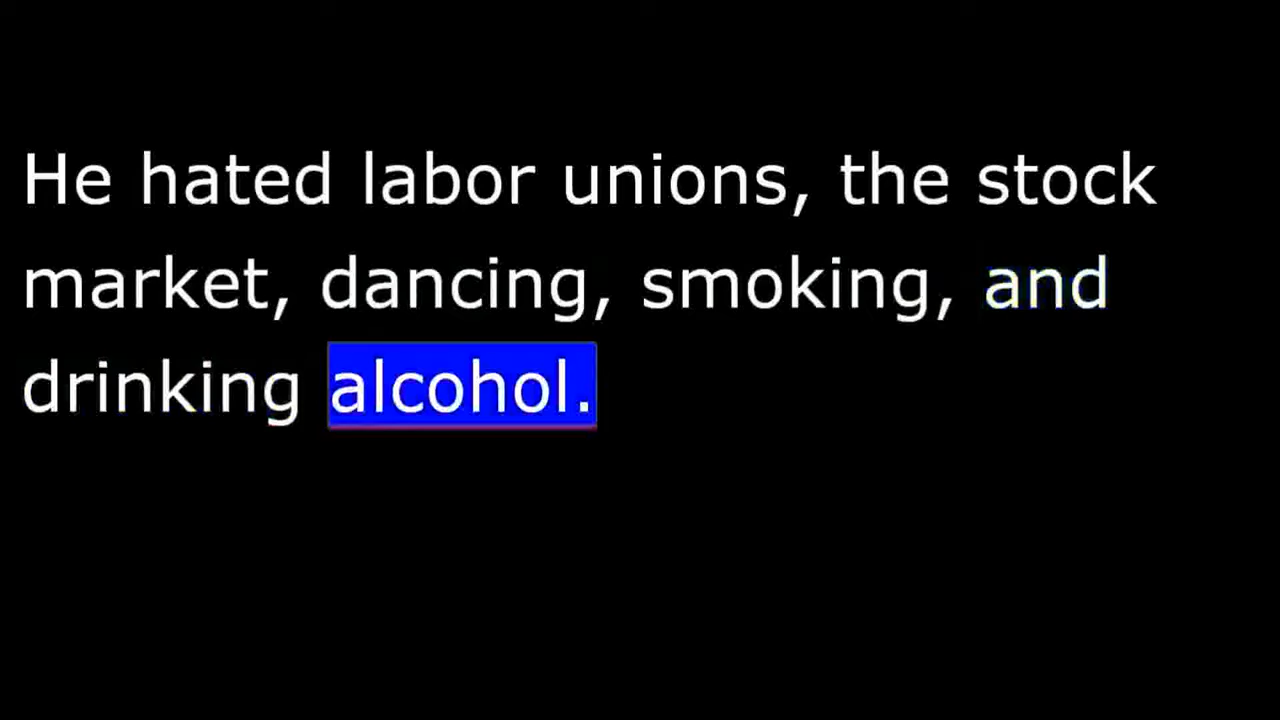 He hated labor unions, the stock
market, dancing, smoking, and
drinking alcohol.